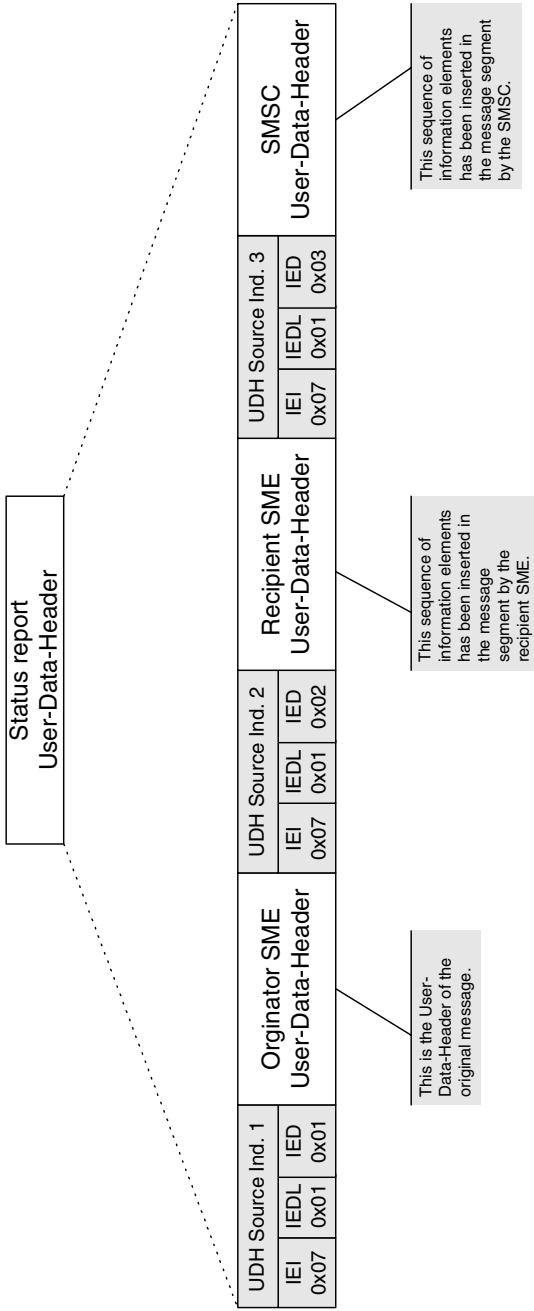 Status report
User-Data-Header
UDH Source Ind. 1
IEI
0x07
IEDL
0x01
IED
0x01
Orginator SME
User-Data-Header
UDH Source Ind. 2
IEI
0x07
IEDL
0x01
IED
0x02
Recipient SME
User-Data-Header
UDH Source Ind. 3
IEI
0x07
IEDL
0x01
IED
0x03
SMSC
User-Data-Header
This is the User-
Data-Header of the
original message.
This sequence of
information elements
has been inserted in
the message
segment by the
recipient SME.
This sequence of
information elements
has been inserted in
the message segment
by the SMSC.